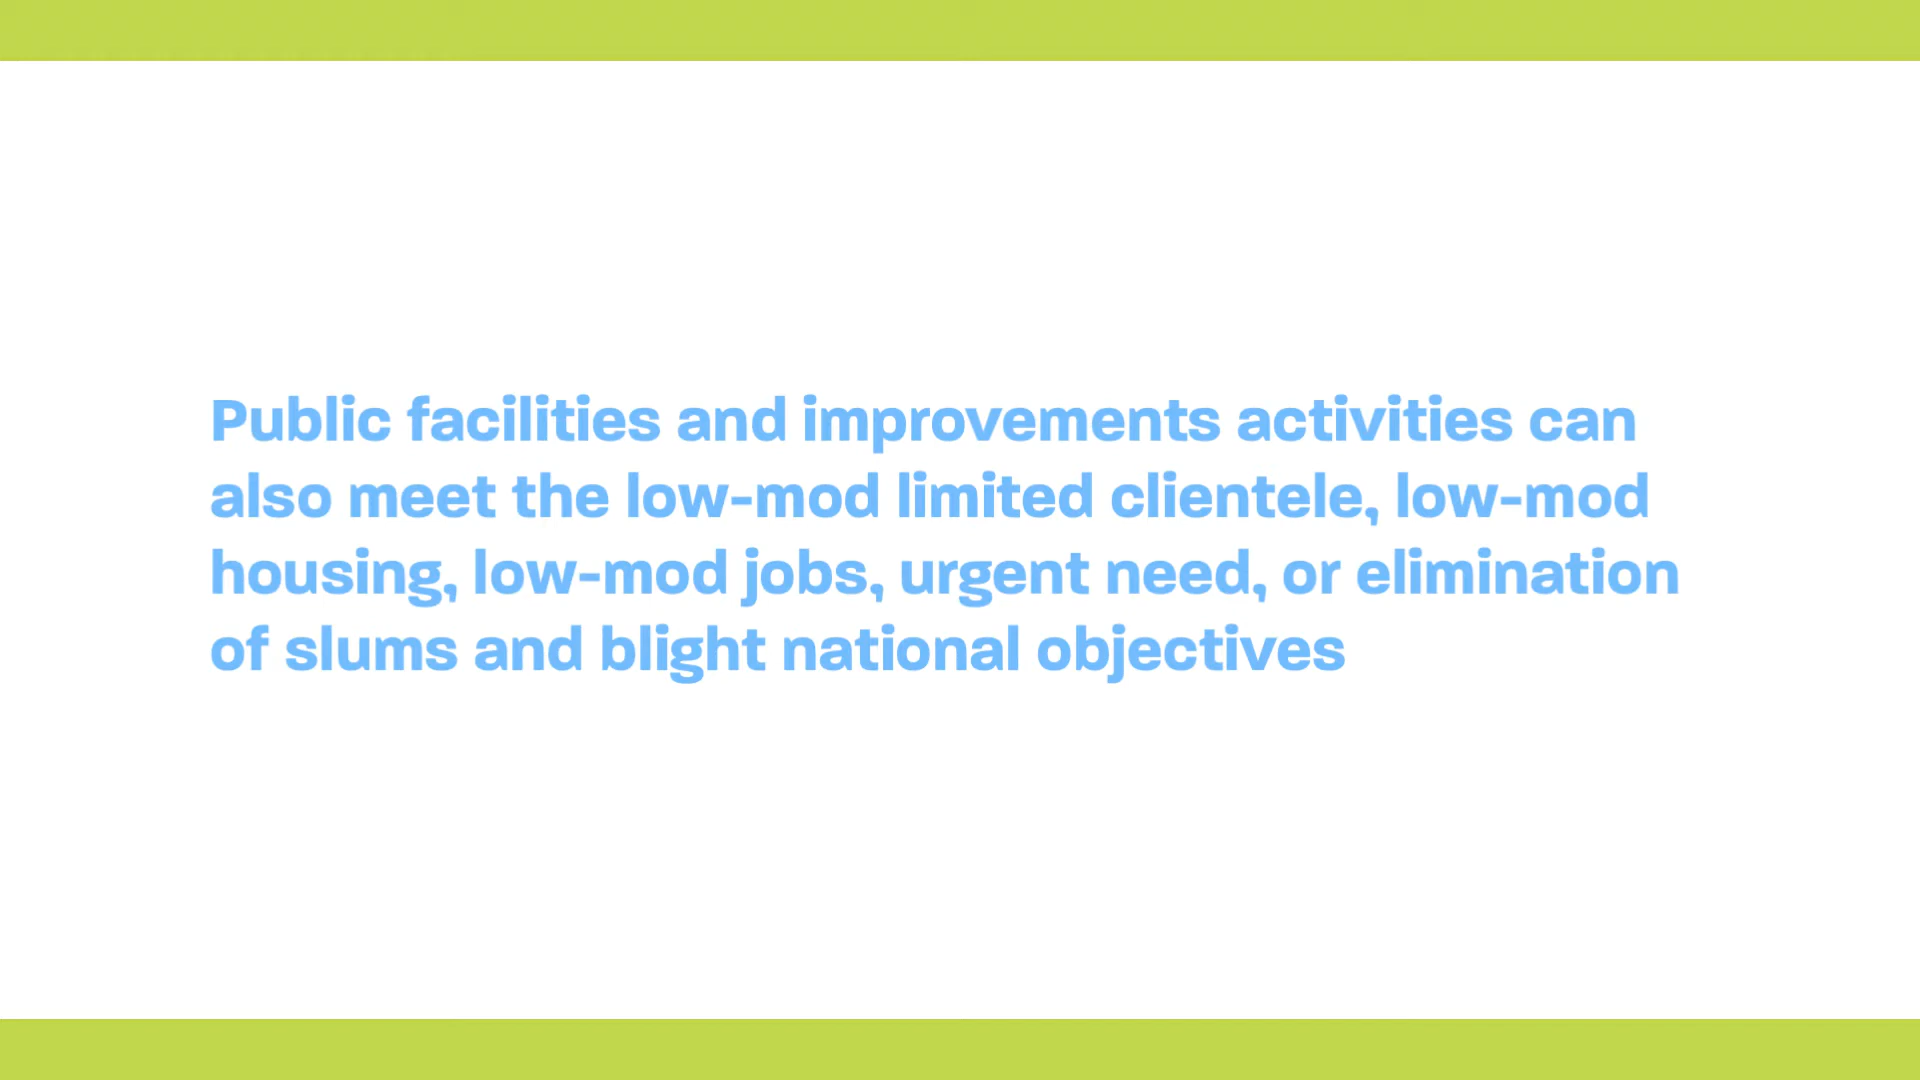 Public facilities and improvements activities can
also meet the low-mod limited clientele, low-mod
housing, low-mod jobs, urgent need, or elimination
of slums and blight national objectives